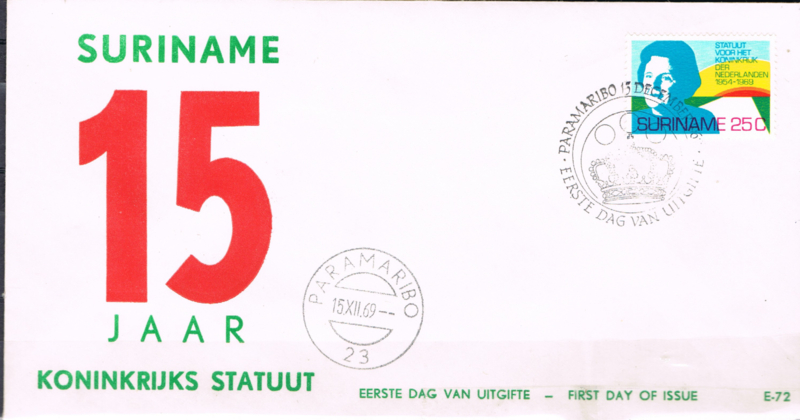 SURINAME
15
JAAR
KONINKRIJKS STATUUT
STATUUT
VOOR HET
KONINKRIJK
DER
NEDERLANDEN
1954-1969
SURINAME 25 C
PARAMARIBO 15 DECEMBER
· EERSTE DAG VAN UITGIFTE ·
PARAMARIBO
15.XII.69--
23
EERSTE DAG VAN UITGIFTE – FIRST DAY OF ISSUE
E-72